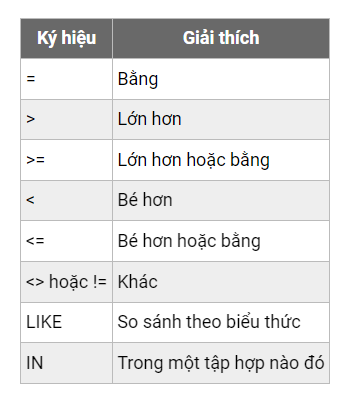 Ký hiệu Giải thích
= Bằng
> Lớn hơn
>= Lớn hơn hoặc bằng
< Bé hơn
<= Bé hơn hoặc bằng
<> hoặc != Khác
LIKE So sánh theo biểu thức
IN Trong một tập hợp nào đó